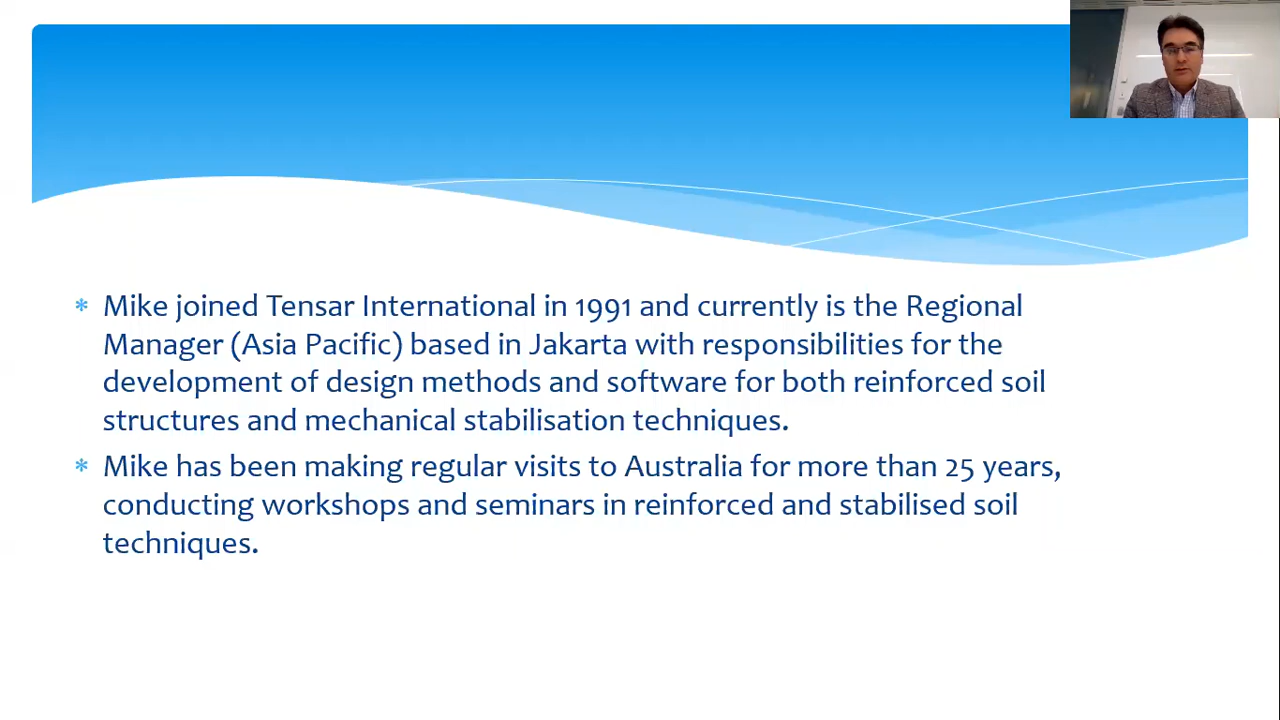 * Mike joined Tensar International in 1991 and currently is the Regional
Manager (Asia Pacific) based in Jakarta with responsibilities for the
development of design methods and software for both reinforced soil
structures and mechanical stabilisation techniques.
* Mike has been making regular visits to Australia for more than 25 years,
conducting workshops and seminars in reinforced and stabilised soil
techniques.